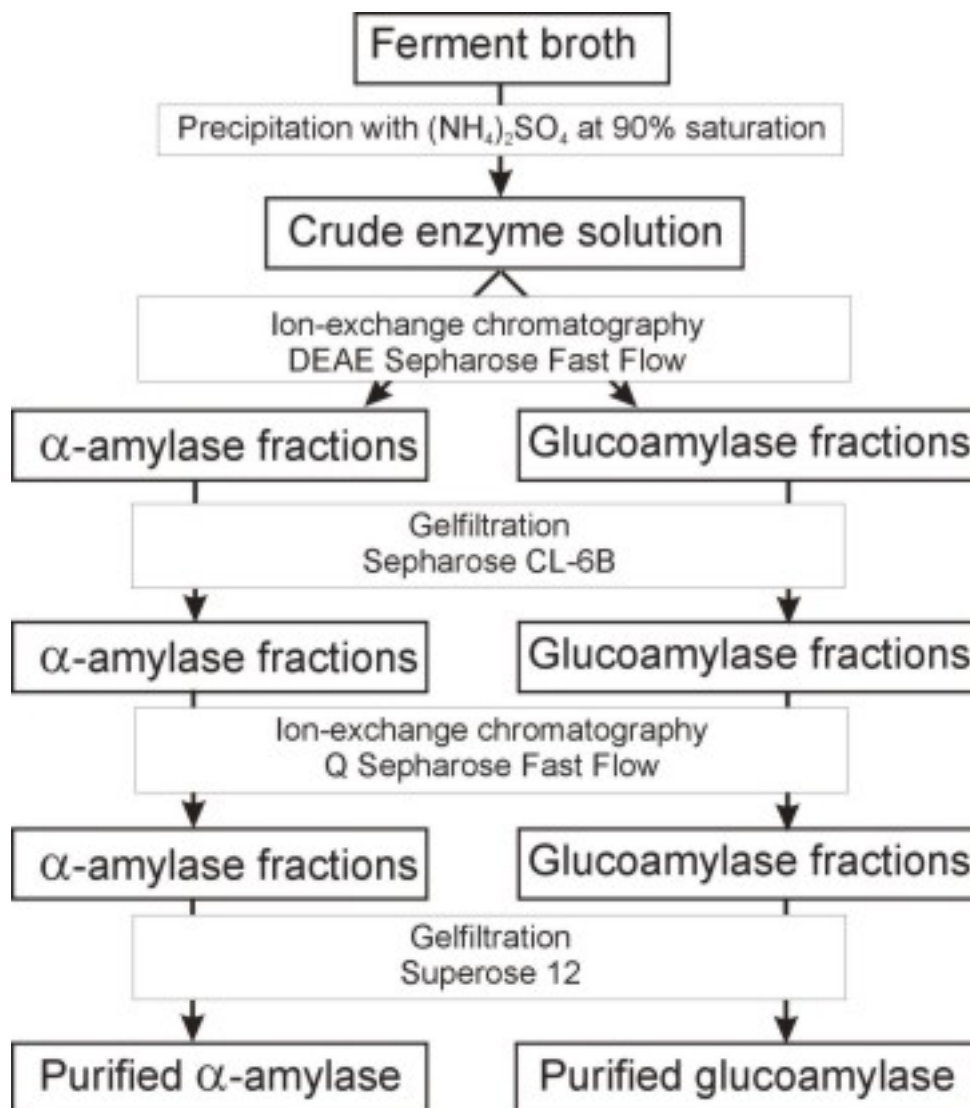 Ferment broth
Precipitation with (NH₄)₂SO₄ at 90% saturation
Crude enzyme solution
Ion-exchange chromatography
DEAE Sepharose Fast Flow
α-amylase fractions
Glucoamylase fractions
Gelfiltration
Sepharose CL-6B
α-amylase fractions
Glucoamylase fractions
Ion-exchange chromatography
Q Sepharose Fast Flow
α-amylase fractions
Glucoamylase fractions
Gelfiltration
Superose 12
Purified α-amylase
Purified glucoamylase